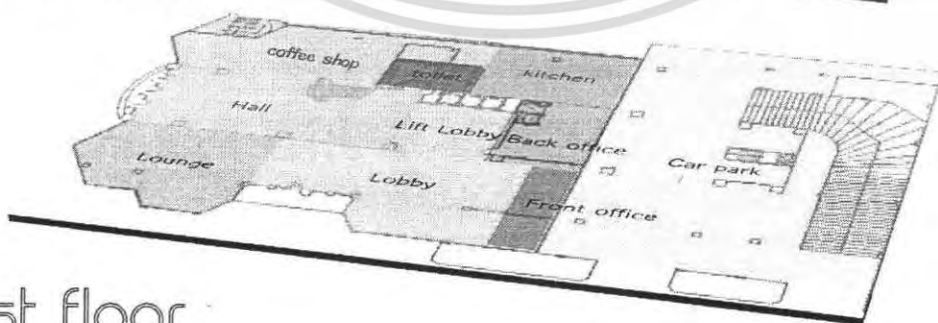 coffee shop
toilet
kitchen
Hall
Lift Lobby
Back office
Lounge
Lobby
Car park
Front office
st floor